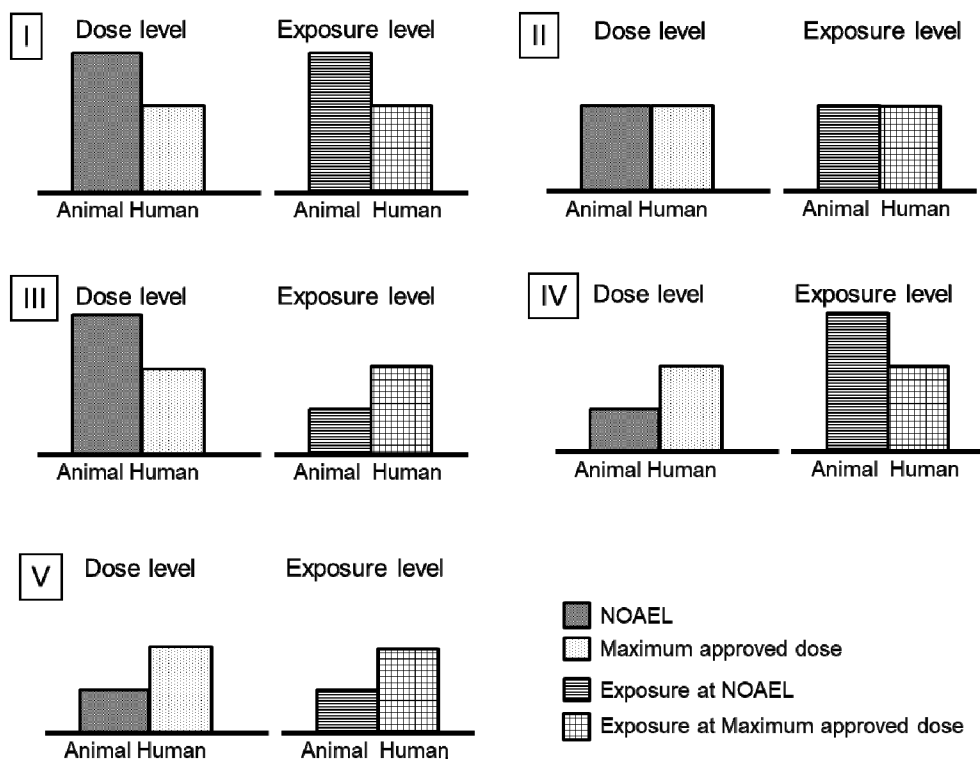 I
Dose level Exposure level
Animal Human Animal Human
II
Dose level Exposure level
Animal Human Animal Human
III
Dose level Exposure level
Animal Human Animal Human
IV
Dose level Exposure level
Animal Human Animal Human
V
Dose level Exposure level
Animal Human Animal Human
NOAEL
Maximum approved dose
Exposure at NOAEL
Exposure at Maximum approved dose